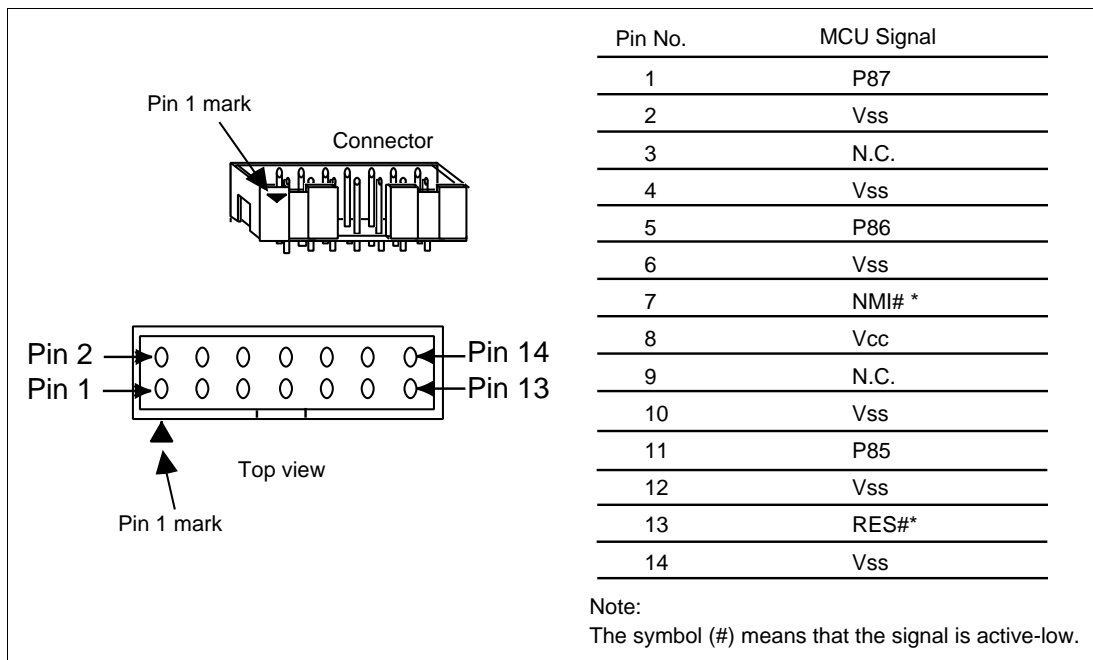 Pin 1 mark
Connector
Pin 2
Pin 14
Pin 1
Pin 13
Top view
Pin 1 mark
Pin No. MCU Signal
1 P87
2 Vss
3 N.C.
4 Vss
5 P86
6 Vss
7 NMI# *
8 Vcc
9 N.C.
10 Vss
11 P85
12 Vss
13 RES#*
14 Vss
Note:
The symbol (#) means that the signal is active-low.